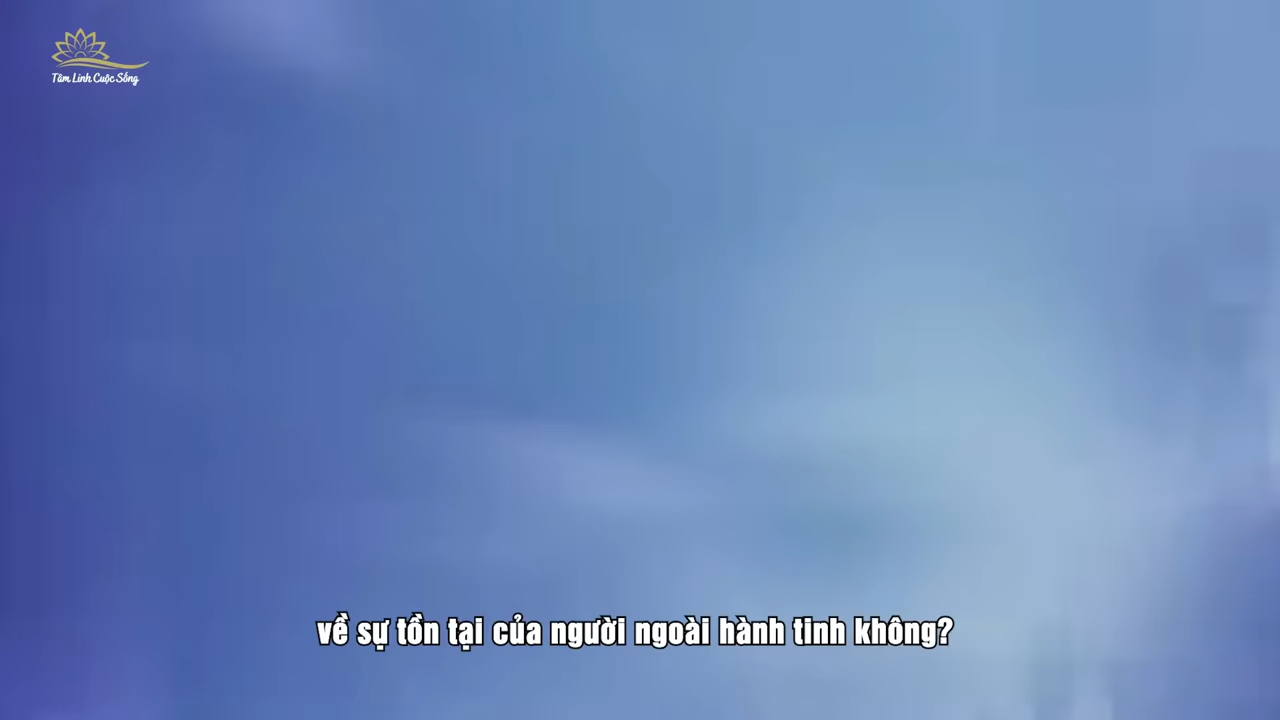 Tâm Linh Cuộc Sống
về sự tồn tại của người ngoài hành tinh không?